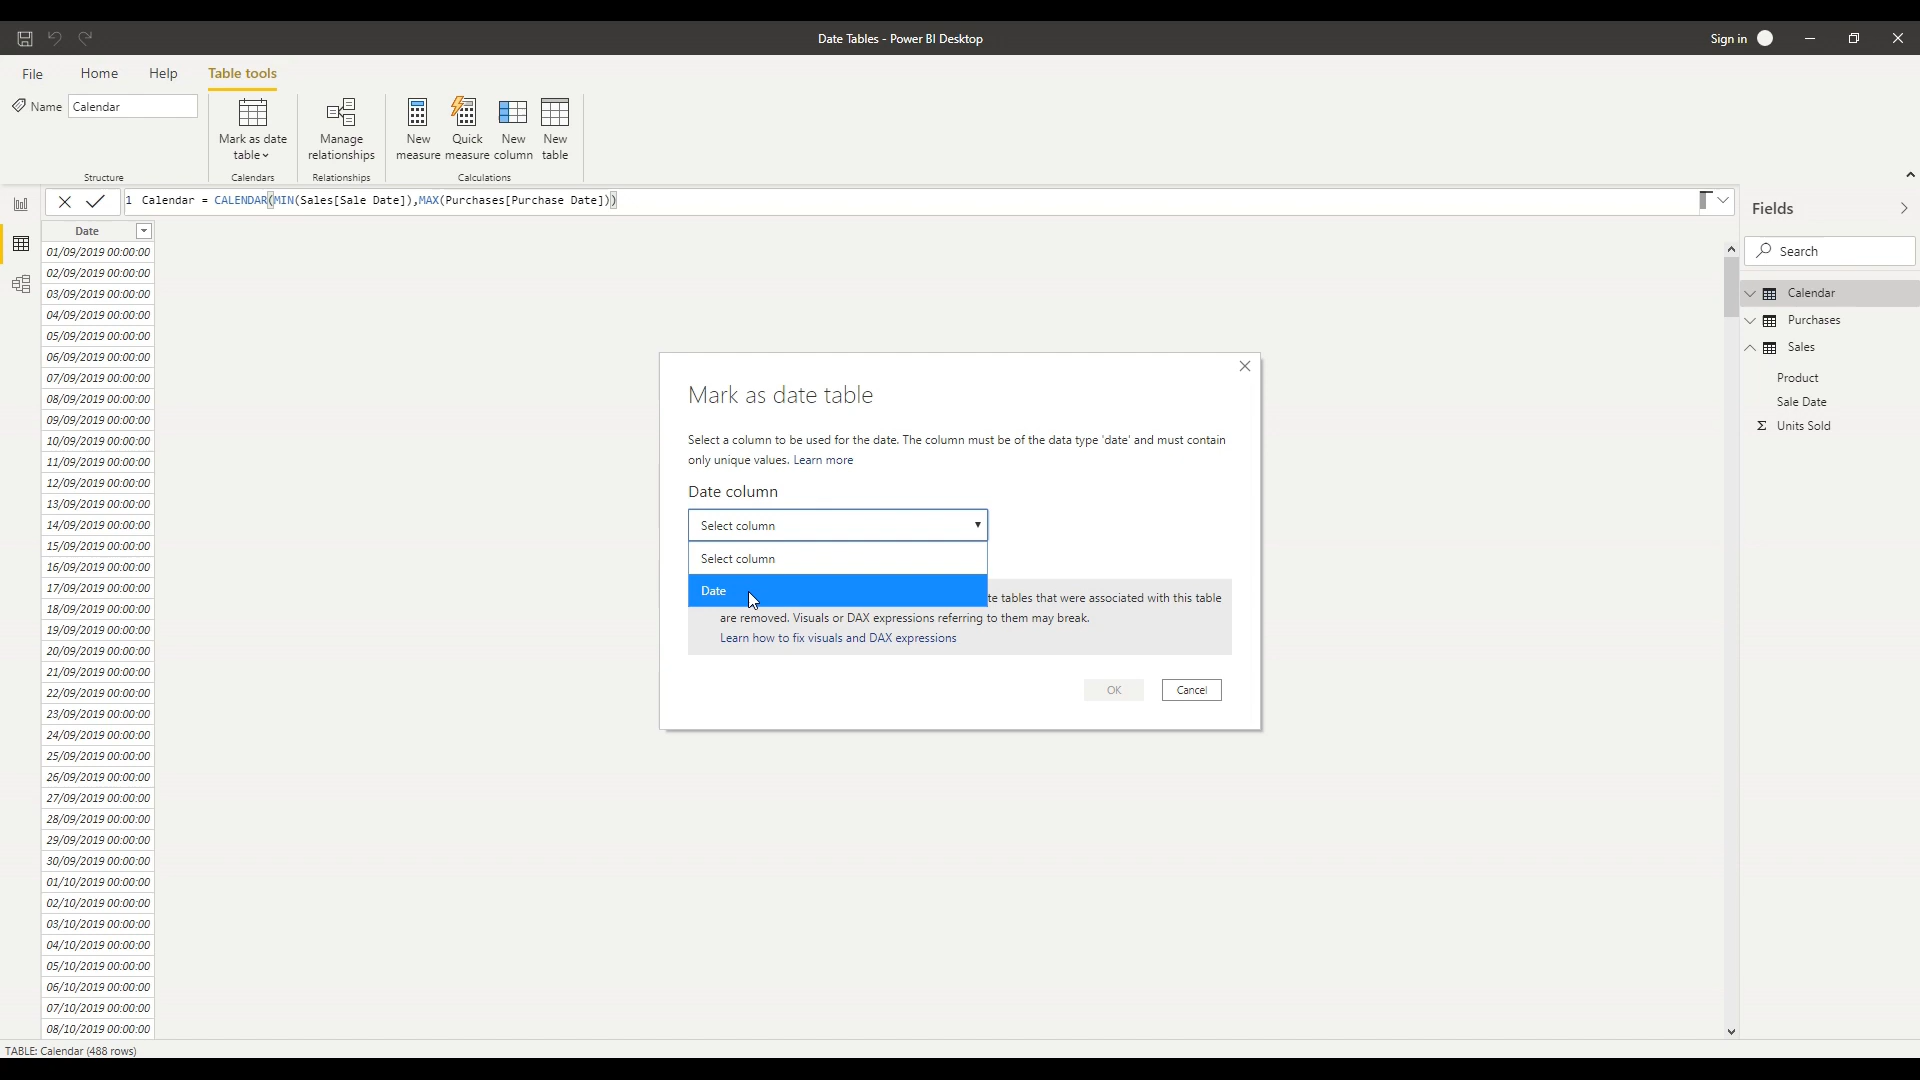 Date Tables - Power BI Desktop
Sign in
File Home Help Table tools
Name Calendar
Mark as date table
Manage relationships
New measure
Quick measure
New column
New table
Structure
Calendars
Relationships
Calculations
1 Calendar = CALENDAR(MIN(Sales[Sale Date]),MAX(Purchases[Purchase Date]))
Date
01/09/2019 00:00:00
02/09/2019 00:00:00
03/09/2019 00:00:00
04/09/2019 00:00:00
05/09/2019 00:00:00
06/09/2019 00:00:00
07/09/2019 00:00:00
08/09/2019 00:00:00
09/09/2019 00:00:00
10/09/2019 00:00:00
11/09/2019 00:00:00
12/09/2019 00:00:00
13/09/2019 00:00:00
14/09/2019 00:00:00
15/09/2019 00:00:00
16/09/2019 00:00:00
17/09/2019 00:00:00
18/09/2019 00:00:00
19/09/2019 00:00:00
20/09/2019 00:00:00
21/09/2019 00:00:00
22/09/2019 00:00:00
23/09/2019 00:00:00
24/09/2019 00:00:00
25/09/2019 00:00:00
26/09/2019 00:00:00
27/09/2019 00:00:00
28/09/2019 00:00:00
29/09/2019 00:00:00
30/09/2019 00:00:00
01/10/2019 00:00:00
02/10/2019 00:00:00
03/10/2019 00:00:00
04/10/2019 00:00:00
05/10/2019 00:00:00
06/10/2019 00:00:00
07/10/2019 00:00:00
08/10/2019 00:00:00
Mark as date table
Select a column to be used for the date. The column must be of the data type 'date' and must contain
only unique values. Learn more
Date column
Select column
Select column
Date
te tables that were associated with this table
are removed. Visuals or DAX expressions referring to them may break.
Learn how to fix visuals and DAX expressions
OK Cancel
Fields
Search
Calendar
Purchases
Sales
Product
Sale Date
Σ Units Sold
TABLE: Calendar (488 rows)